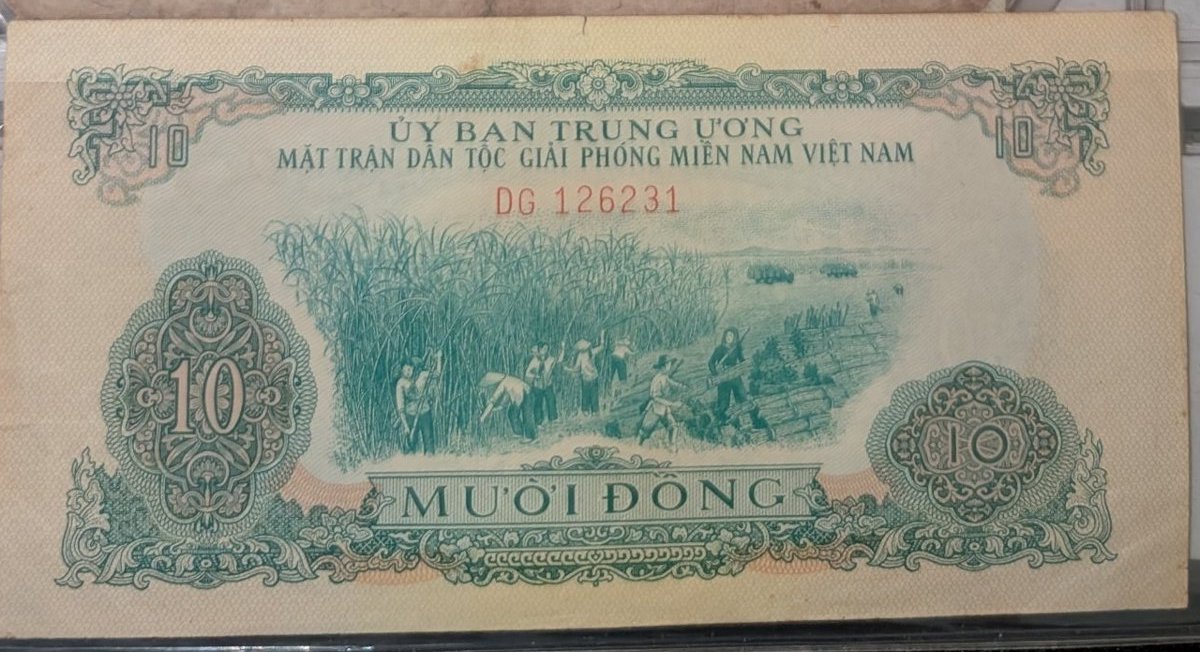 10 10
ỦY BAN TRUNG ƯƠNG
MẶT TRẬN DÂN TỘC GIẢI PHÓNG MIỀN NAM VIỆT NAM
DG 126231
10
10
MƯỜI ĐỒNG